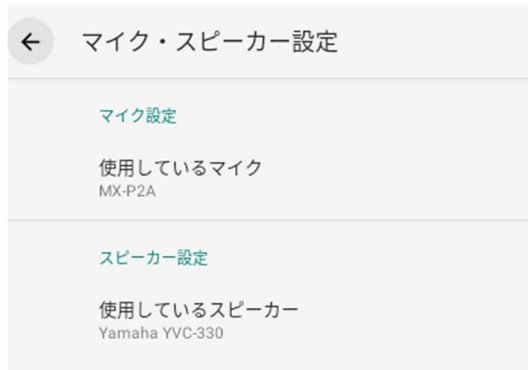 マイク・スピーカー設定
マイク設定
使用しているマイク
MX-P2A
スピーカー設定
使用しているスピーカー
Yamaha YVC-330